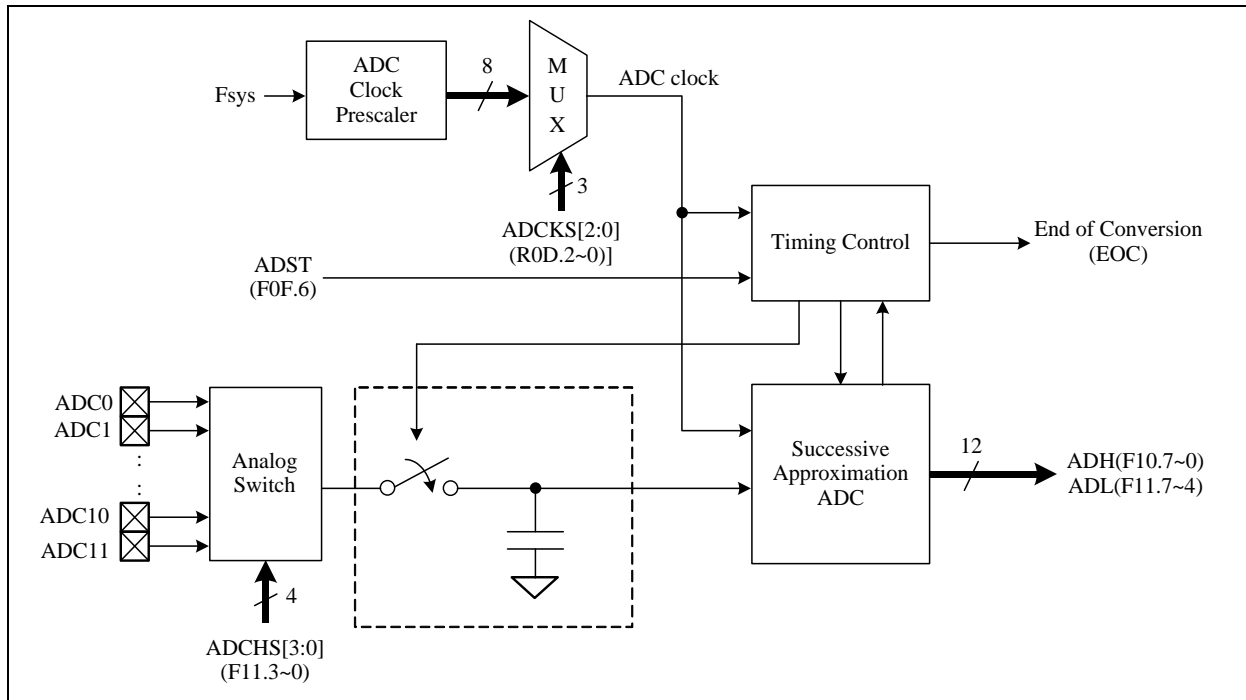 Fsys
ADC
Clock
Prescaler
8
M
U
X
ADC clock
3
ADCKS[2:0]
(R0D.2~0)]
ADST
(F0F.6)
Timing Control
End of Conversion
(EOC)
ADC0
ADC1
:
:
ADC10
ADC11
Analog
Switch
4
ADCHS[3:0]
(F11.3~0)
Successive
Approximation
ADC
12
ADH(F10.7~0)
ADL(F11.7~4)